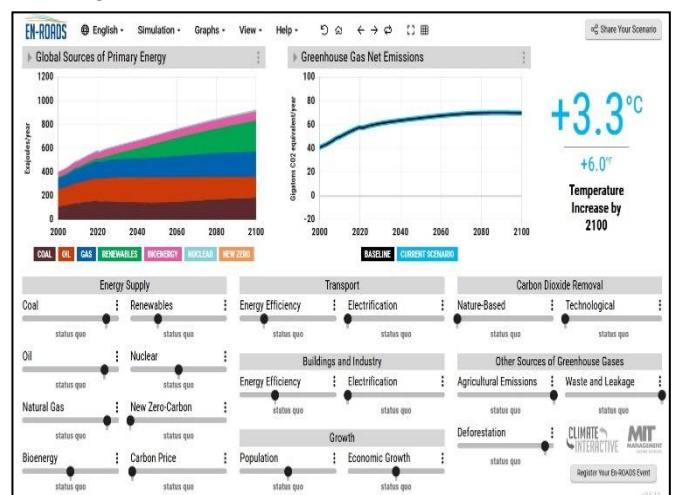 EN-ROADS English Simulation Graphs View Help Share Your Scenario
Global Sources of Primary Energy
Exajoules/year
1200
1000
800
600
400
200
0
2000 2020 2040 2060 2080 2100
COAL OIL GAS RENEWABLES BIOENERGY NUCLEAR NEW ZERO
Greenhouse Gas Net Emissions
Gigatons CO2 equivalent/year
100
80
60
40
20
0
-20
2000 2020 2040 2060 2080 2100
BASELINE CURRENT SCENARIO
+3.3°C
+6.0°F
Temperature
Increase by
2100
Energy Supply
Coal Renewables
status quo status quo
Oil Nuclear
status quo status quo
Natural Gas New Zero-Carbon
status quo status quo
Bioenergy Carbon Price
status quo status quo
Transport
Energy Efficiency Electrification
status quo status quo
Buildings and Industry
Energy Efficiency Electrification
status quo status quo
Growth
Population Economic Growth
status quo status quo
Carbon Dioxide Removal
Nature-Based Technological
status quo status quo
Other Sources of Greenhouse Gases
Agricultural Emissions Waste and Leakage
status quo status quo
Deforestation
status quo
CLIMATE
INTERACTIVE
MIT
MANAGEMENT
Register Your En-ROADS Event